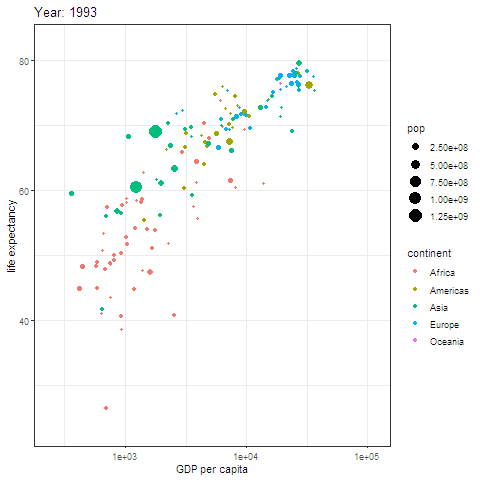 Year: 1993
80
60
40
life expectancy
1e+03
1e+04
1e+05
GDP per capita
pop
2.50e+08
5.00e+08
7.50e+08
1.00e+09
1.25e+09
continent
Africa
Americas
Asia
Europe
Oceania